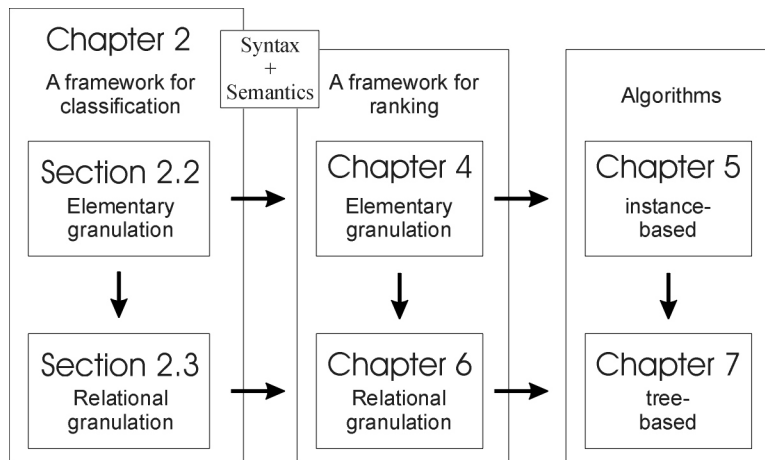 Chapter 2
A framework for
classification
Section 2.2
Elementary
granulation
Section 2.3
Relational
granulation
Syntax
+
Semantics
A framework for
ranking
Chapter 4
Elementary
granulation
Chapter 6
Relational
granulation
Algorithms
Chapter 5
instance-
based
Chapter 7
tree-
based